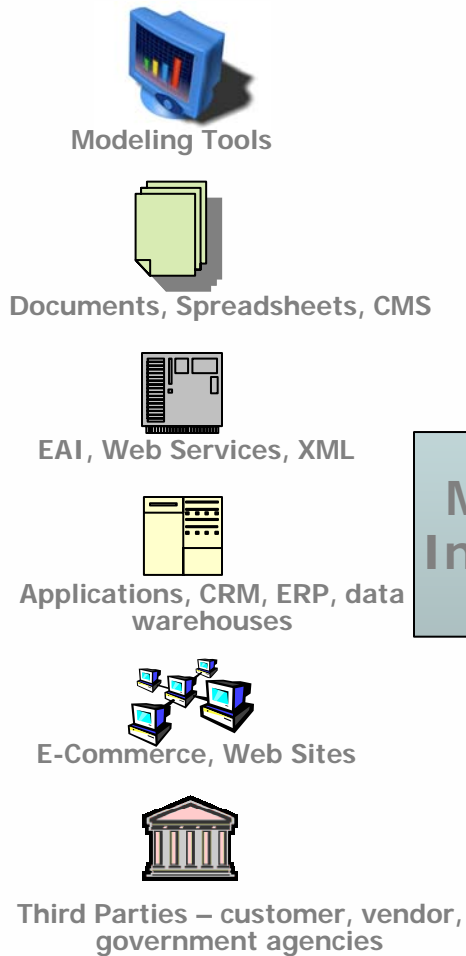 Modeling Tools
Documents, Spreadsheets, CMS
EAI, Web Services, XML
Applications, CRM, ERP, data
warehouses
E-Commerce, Web Sites
Third Parties – customer, vendor,
government agencies